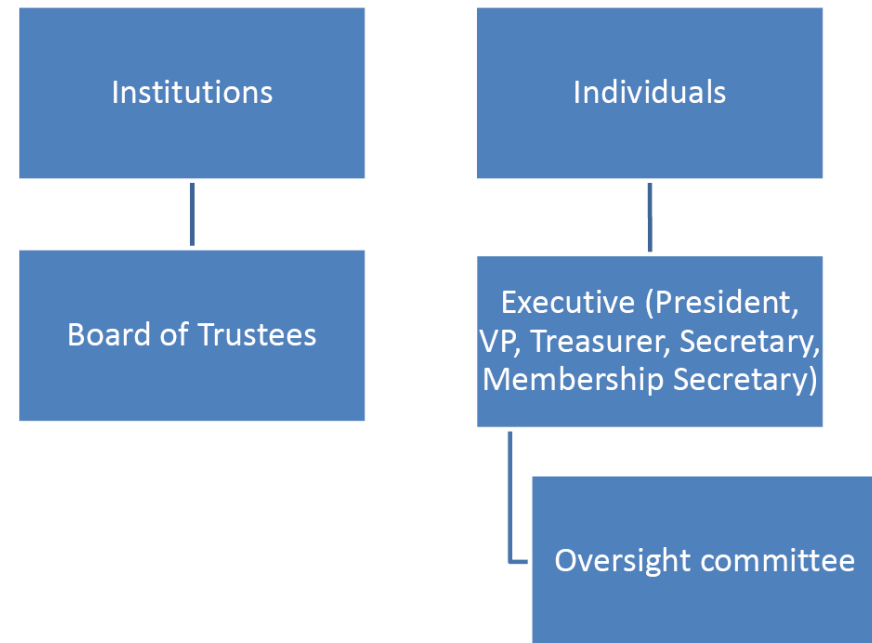 Institutions
Individuals
Board of Trustees
Executive (President,
VP, Treasurer, Secretary,
Membership Secretary)
Oversight committee